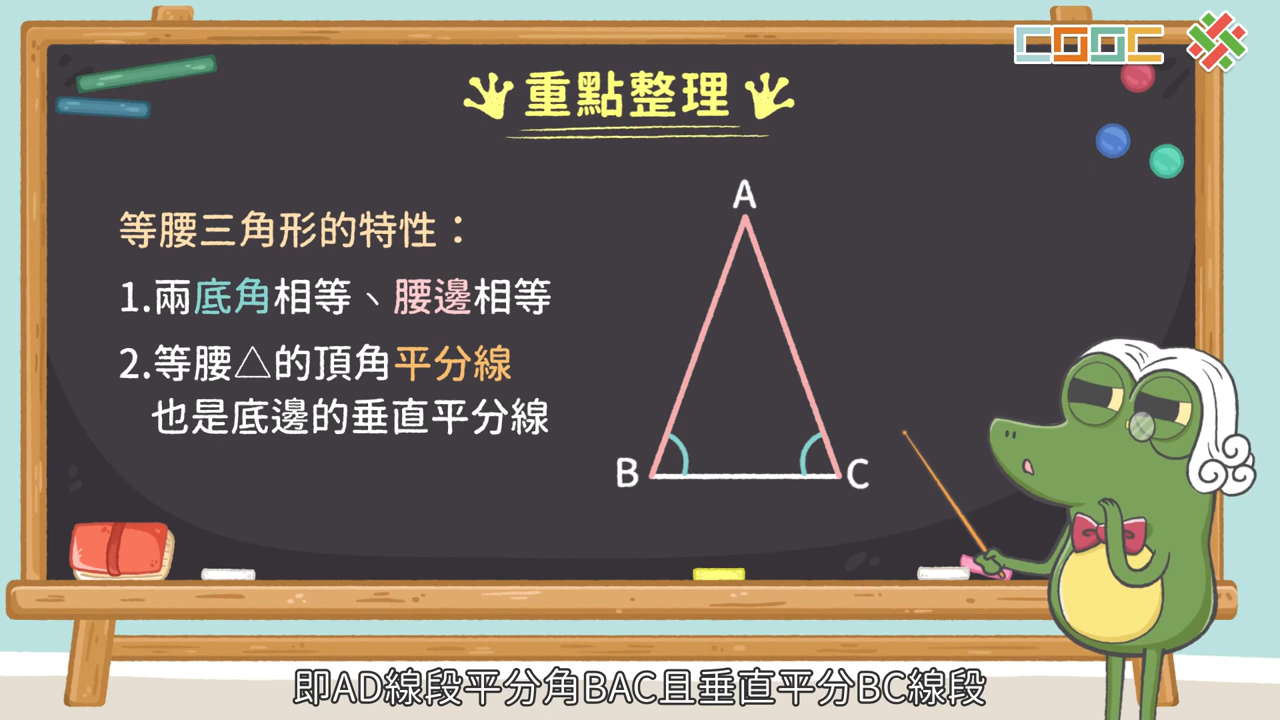 COOC
重點整理
等腰三角形的特性：
1.兩底角相等、腰邊相等
2.等腰△的頂角平分線
也是底邊的垂直平分線
A
B
C
即AD線段平分角BAC且垂直平分BC線段